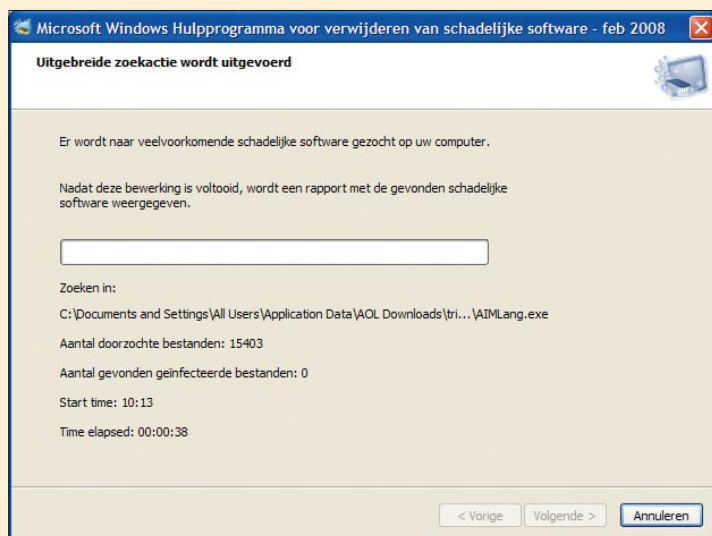 Microsoft Windows Hulpprogramma voor verwijderen van schadelijke software - feb 2008
Uitgebreide zoekactie wordt uitgevoerd
Er wordt naar veelvoorkomende schadelijke software gezocht op uw computer.
Nadat deze bewerking is voltooid, wordt een rapport met de gevonden schadelijke
software weergegeven.
Zoeken in:
C:\Documents and Settings\All Users\Application Data\AOL Downloads\tri...\AIMLang.exe
Aantal doorzochte bestanden: 15403
Aantal gevonden geïnfecteerde bestanden: 0
Start time: 10:13
Time elapsed: 00:00:38
< Vorige Volgende > Annuleren